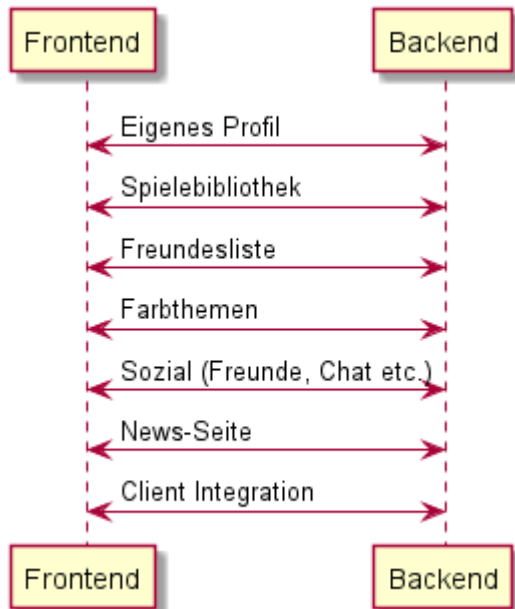 Frontend Backend
Eigenes Profil
Spielebibliothek
Freundesliste
Farbthemen
Sozial (Freunde, Chat etc.)
News-Seite
Client Integration
Frontend Backend